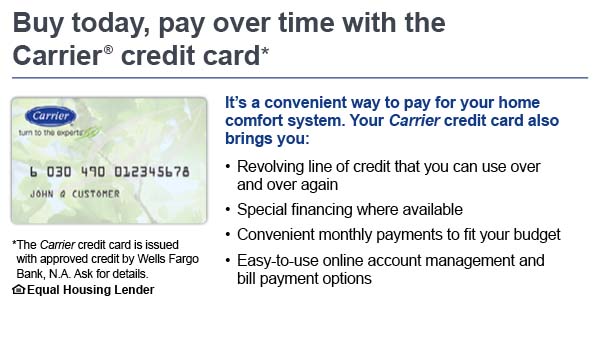 Buy today, pay over time with the
Carrier® credit card*
Carrier
turn to the experts
6 030 490 012345678
JOHN Q CUSTOMER
*The Carrier credit card is issued
with approved credit by Wells Fargo
Bank, N.A. Ask for details.
Equal Housing Lender
It’s a convenient way to pay for your home
comfort system. Your Carrier credit card also
brings you:
• Revolving line of credit that you can use over
and over again
• Special financing where available
• Convenient monthly payments to fit your budget
• Easy-to-use online account management and
bill payment options